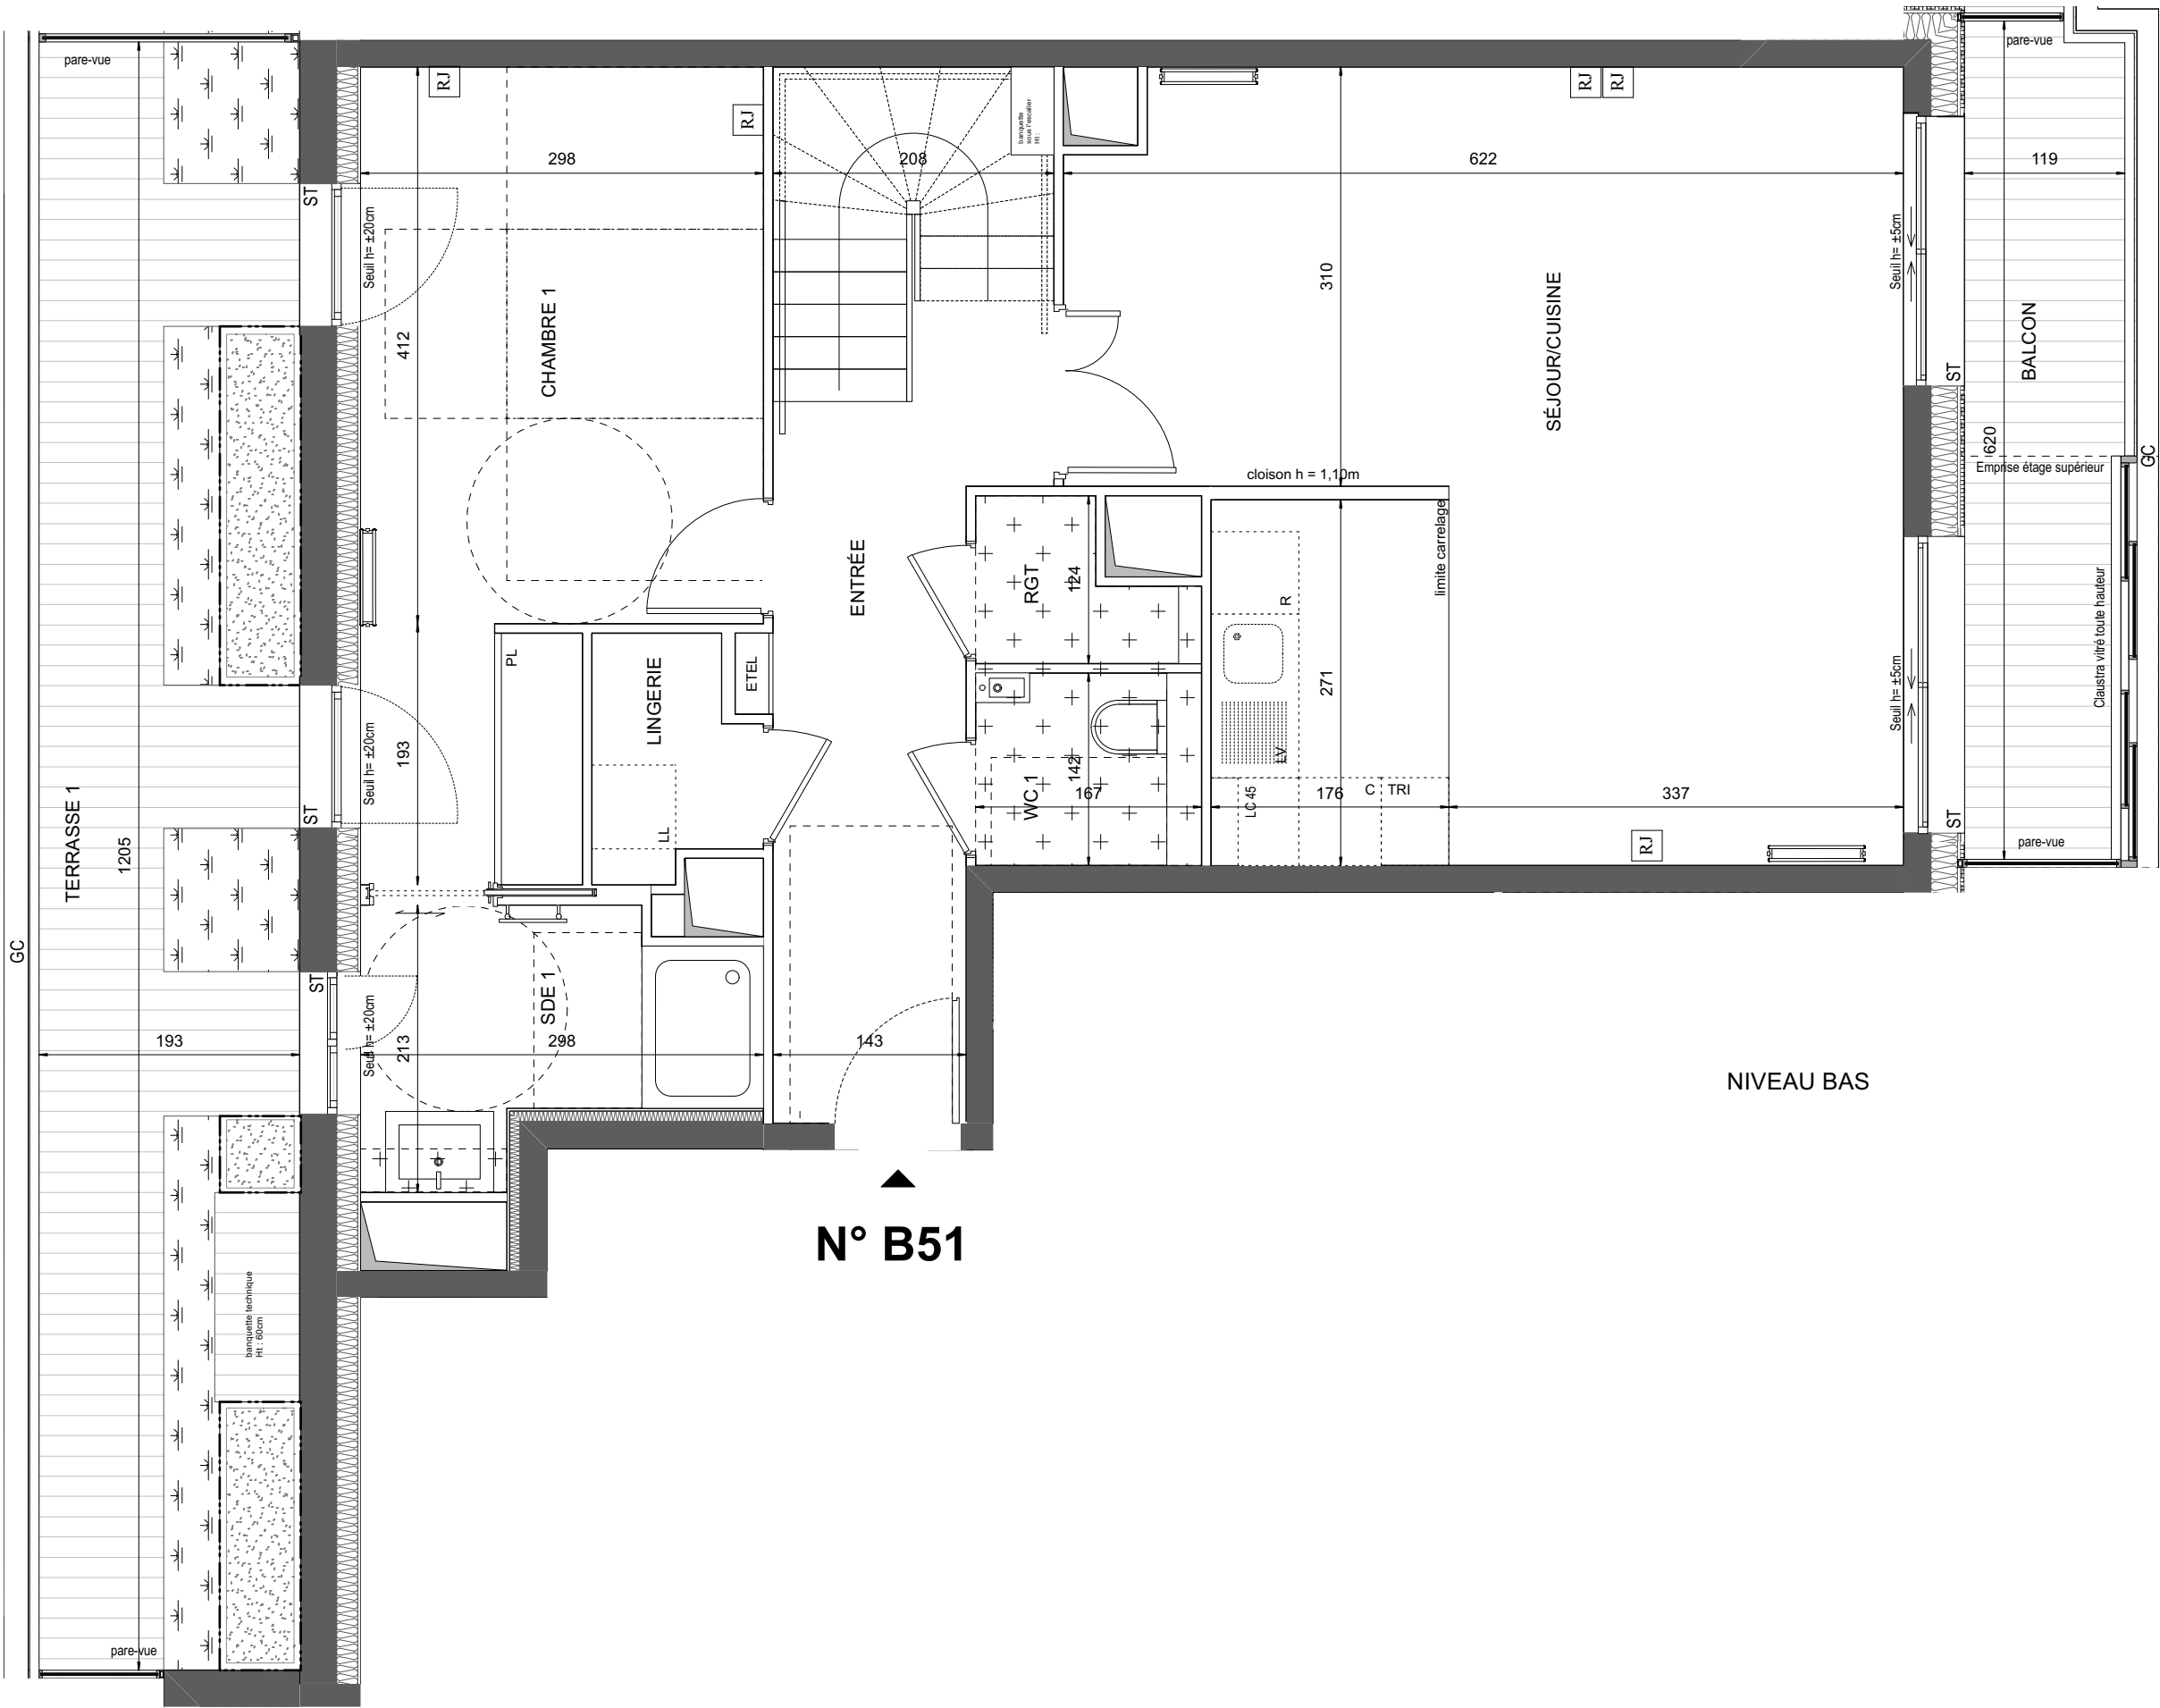 pare-vue
RJ
RJ
banquette
sous l'escalier
Ht :
RJ
RJ
pare-vue
298
208
622
119
ST
Seuil h= ±20cm
CHAMBRE 1
412
310
SÉJOUR/CUISINE
Seuil h= ±5cm
BALCON
ST
620
Emprise étage supérieur
GC
cloison h = 1,10m
limite carrelage
ENTRÉE
RGT
124
R
Claustra vitré toute hauteur
PL
LINGERIE
ETEL
271
Seuil h= ±5cm
193
Seuil h= ±20cm
ST
TERRASSE 1
1205
LL
WC 1
142
167
LV
LC 45
176
C
TRI
337
ST
RJ
pare-vue
GC
ST
Seuil h= ±20cm
SDE 1
193
213
298
143
NIVEAU BAS
N° B51
banquette technique
Ht : 60cm
pare-vue